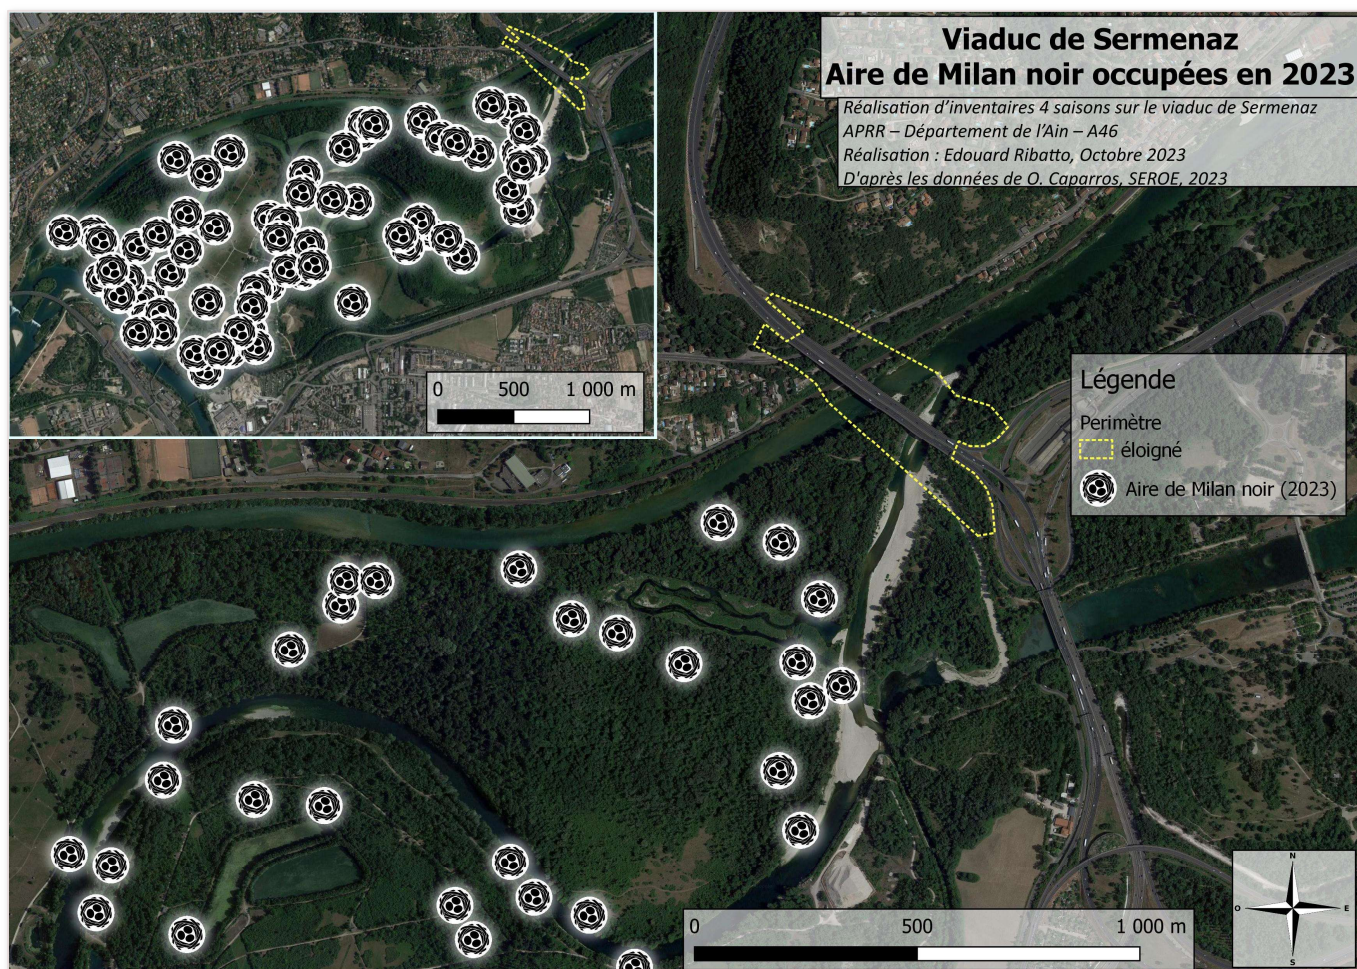 Viaduc de Sermenaz
Aire de Milan noir occupées en 2023
Réalisation d'inventaires 4 saisons sur le viaduc de Sermenaz
APRR – Département de l'Ain – A46
Réalisation : Edouard Ribatto, Octobre 2023
D'après les données de O. Caparros, SEROE, 2023
0 500 1 000 m
Légende
Perimètre
éloigné
Aire de Milan noir (2023)
0 500 1 000 m
N
O E
S